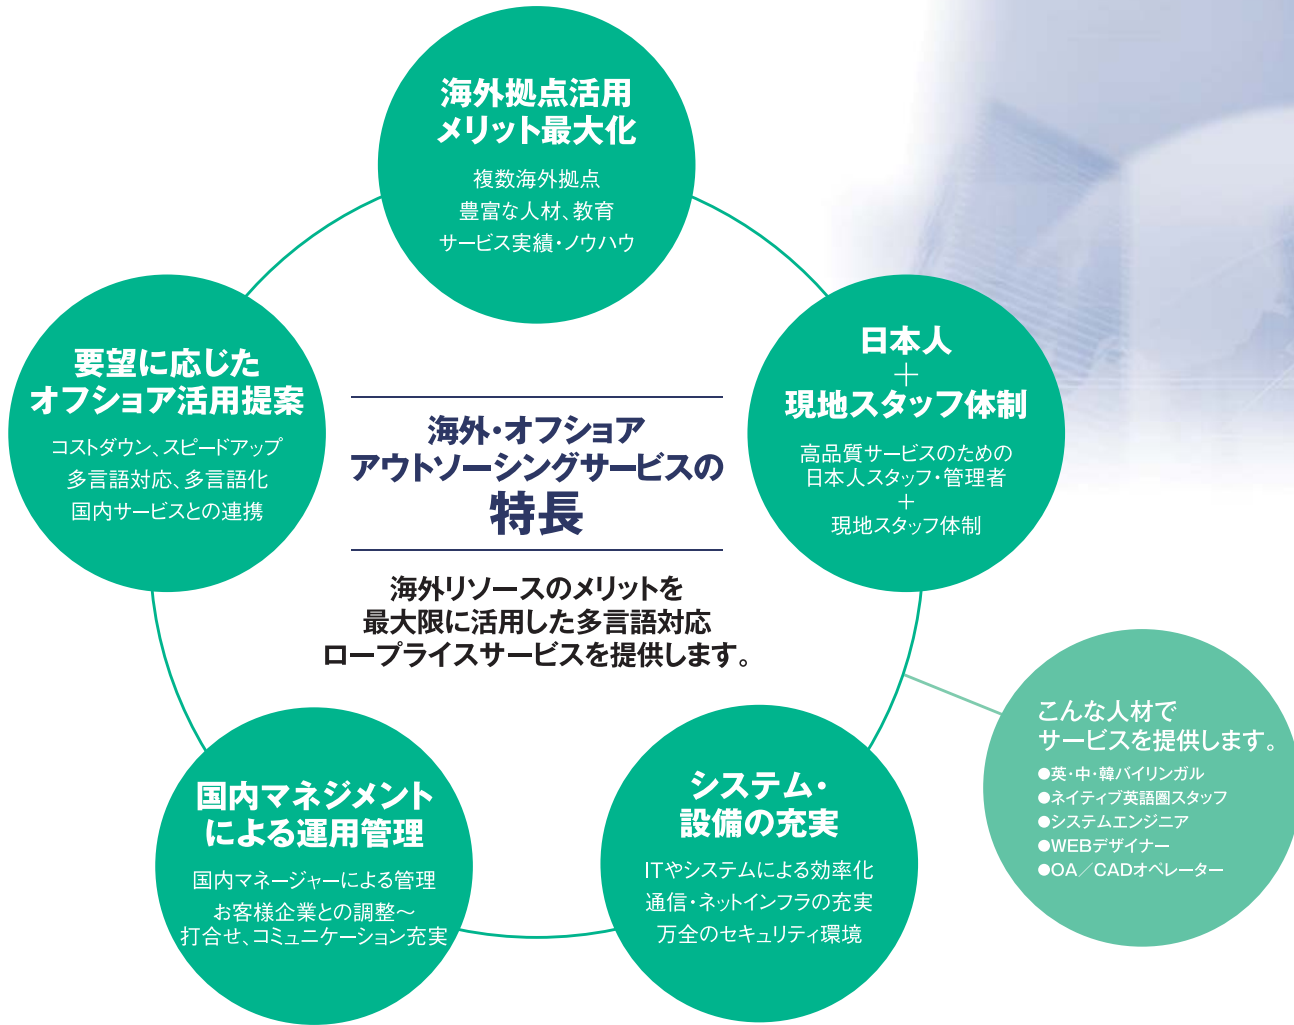 海外拠点活用
メリット最大化
複数海外拠点
豊富な人材、教育
サービス実績・ノウハウ
要望に応じた
オフショア活用提案
コストダウン、スピードアップ
多言語対応、多言語化
国内サービスとの連携
日本人
＋
現地スタッフ体制
高品質サービスのための
日本人スタッフ・管理者
＋
現地スタッフ体制
海外・オフショア
アウトソーシングサービスの
特長
海外リソースのメリットを
最大限に活用した多言語対応
ロープライスサービスを提供します。
国内マネジメント
による運用管理
国内マネージャーによる管理
お客様企業との調整～
打合せ、コミュニケーション充実
システム・
設備の充実
ITやシステムによる効率化
通信・ネットインフラの充実
万全のセキュリティ環境
こんな人材で
サービスを提供します。
●英・中・韓バイリンガル
●ネイティブ英語圏スタッフ
●システムエンジニア
●WEBデザイナー
●OA／CADオペレーター